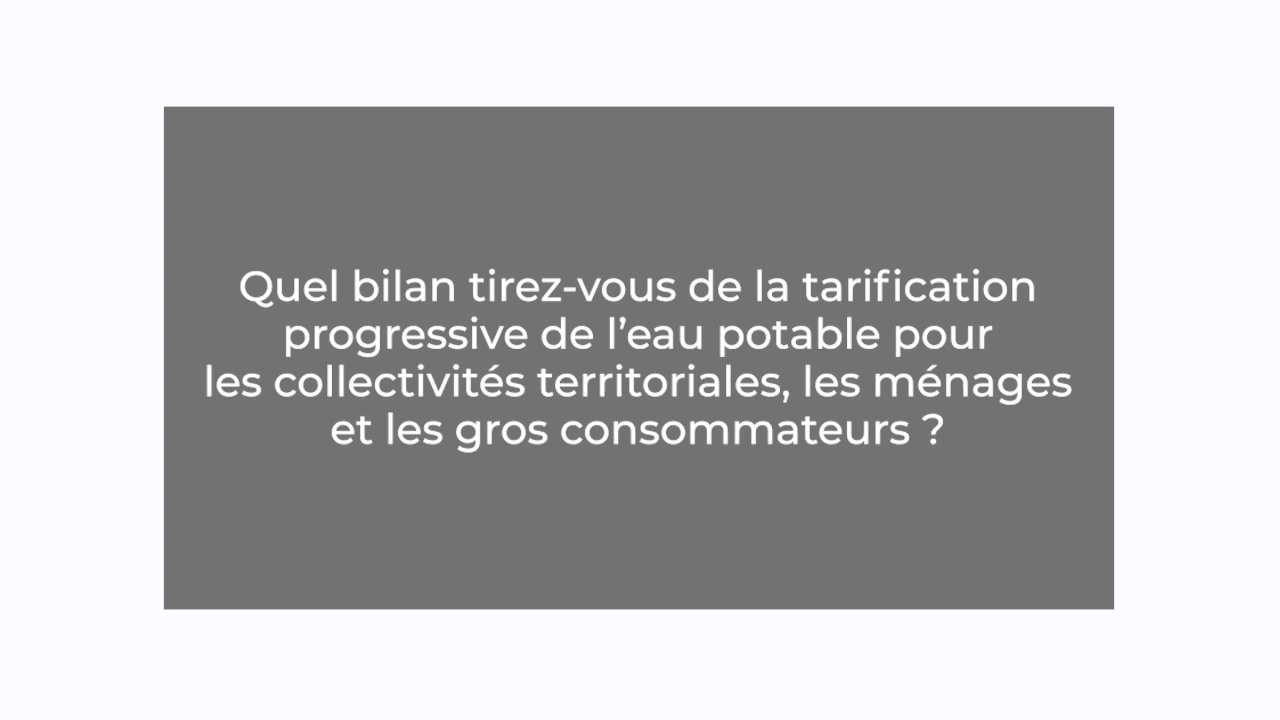 Quel bilan tirez-vous de la tarification
progressive de l’eau potable pour
les collectivités territoriales, les ménages
et les gros consommateurs ?